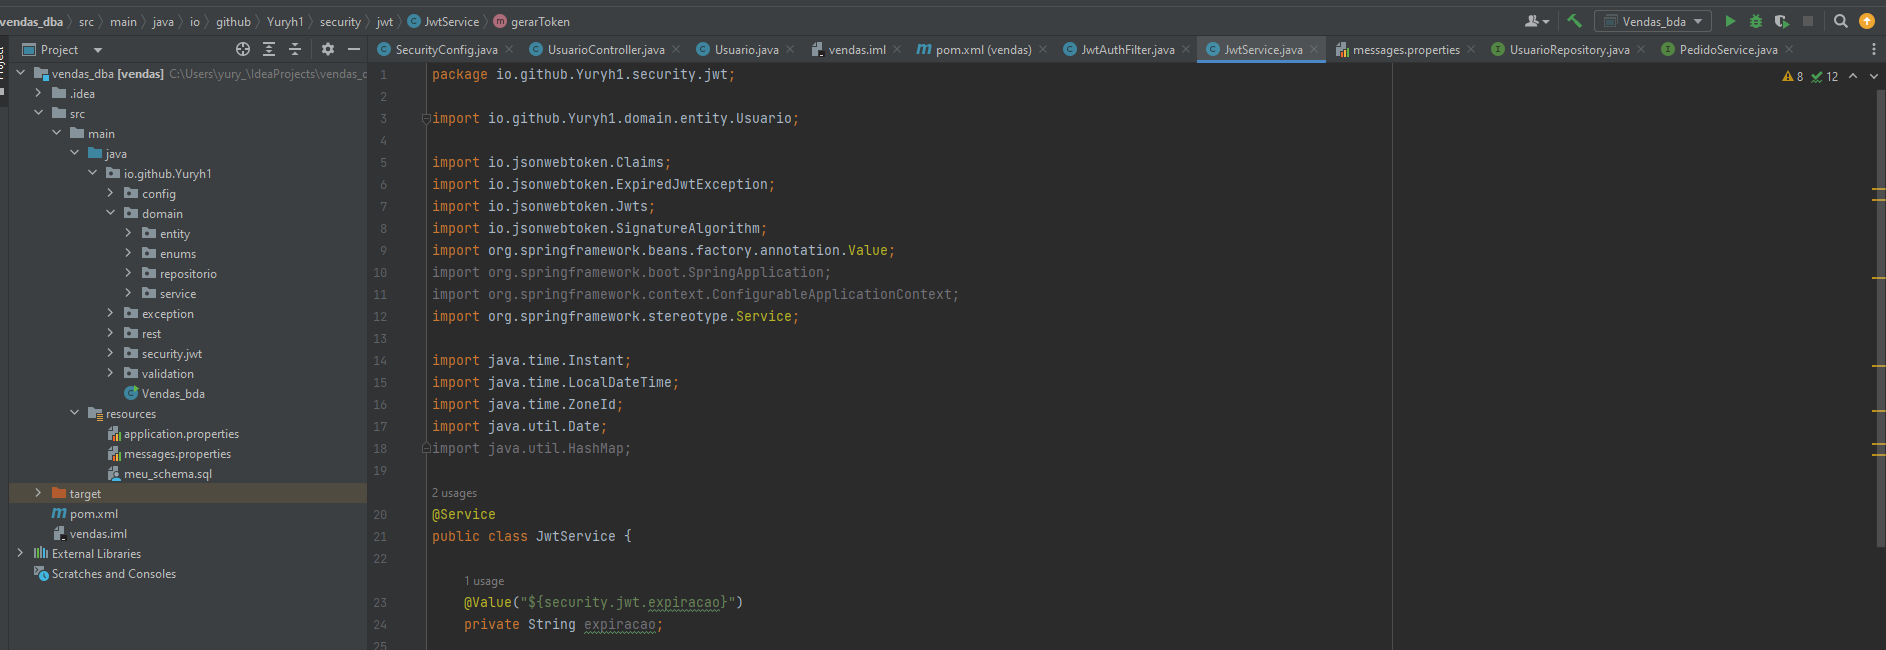 vendas_dba
src
main
java
io
github
Yuryh1
security
jwt
JwtService
gerarToken
Vendas_bda
Project
SecurityConfig.java
UsuarioController.java
Usuario.java
vendas.iml
pom.xml (vendas)
JwtAuthFilter.java
JwtService.java
messages.properties
UsuarioRepository.java
PedidoService.java
vendas_dba [vendas] C:\Users\yury_\IdeaProjects\vendas_d
.idea
src
main
java
io.github.Yuryh1
config
domain
entity
enums
repositorio
service
exception
rest
security.jwt
validation
Vendas_bda
resources
application.properties
messages.properties
meu_schema.sql
target
pom.xml
vendas.iml
External Libraries
Scratches and Consoles
8 12
1 package io.github.Yuryh1.security.jwt;
2
3 import io.github.Yuryh1.domain.entity.Usuario;
4
5 import io.jsonwebtoken.Claims;
6 import io.jsonwebtoken.ExpiredJwtException;
7 import io.jsonwebtoken.Jwts;
8 import io.jsonwebtoken.SignatureAlgorithm;
9 import org.springframework.beans.factory.annotation.Value;
10 import org.springframework.boot.SpringApplication;
11 import org.springframework.context.ConfigurableApplicationContext;
12 import org.springframework.stereotype.Service;
13
14 import java.time.Instant;
15 import java.time.LocalDateTime;
16 import java.time.ZoneId;
17 import java.util.Date;
18 import java.util.HashMap;
19
2 usages
20 @Service
21 public class JwtService {
22
1 usage
23 @Value("${security.jwt.expiracao}")
24 private String expiracao;
25